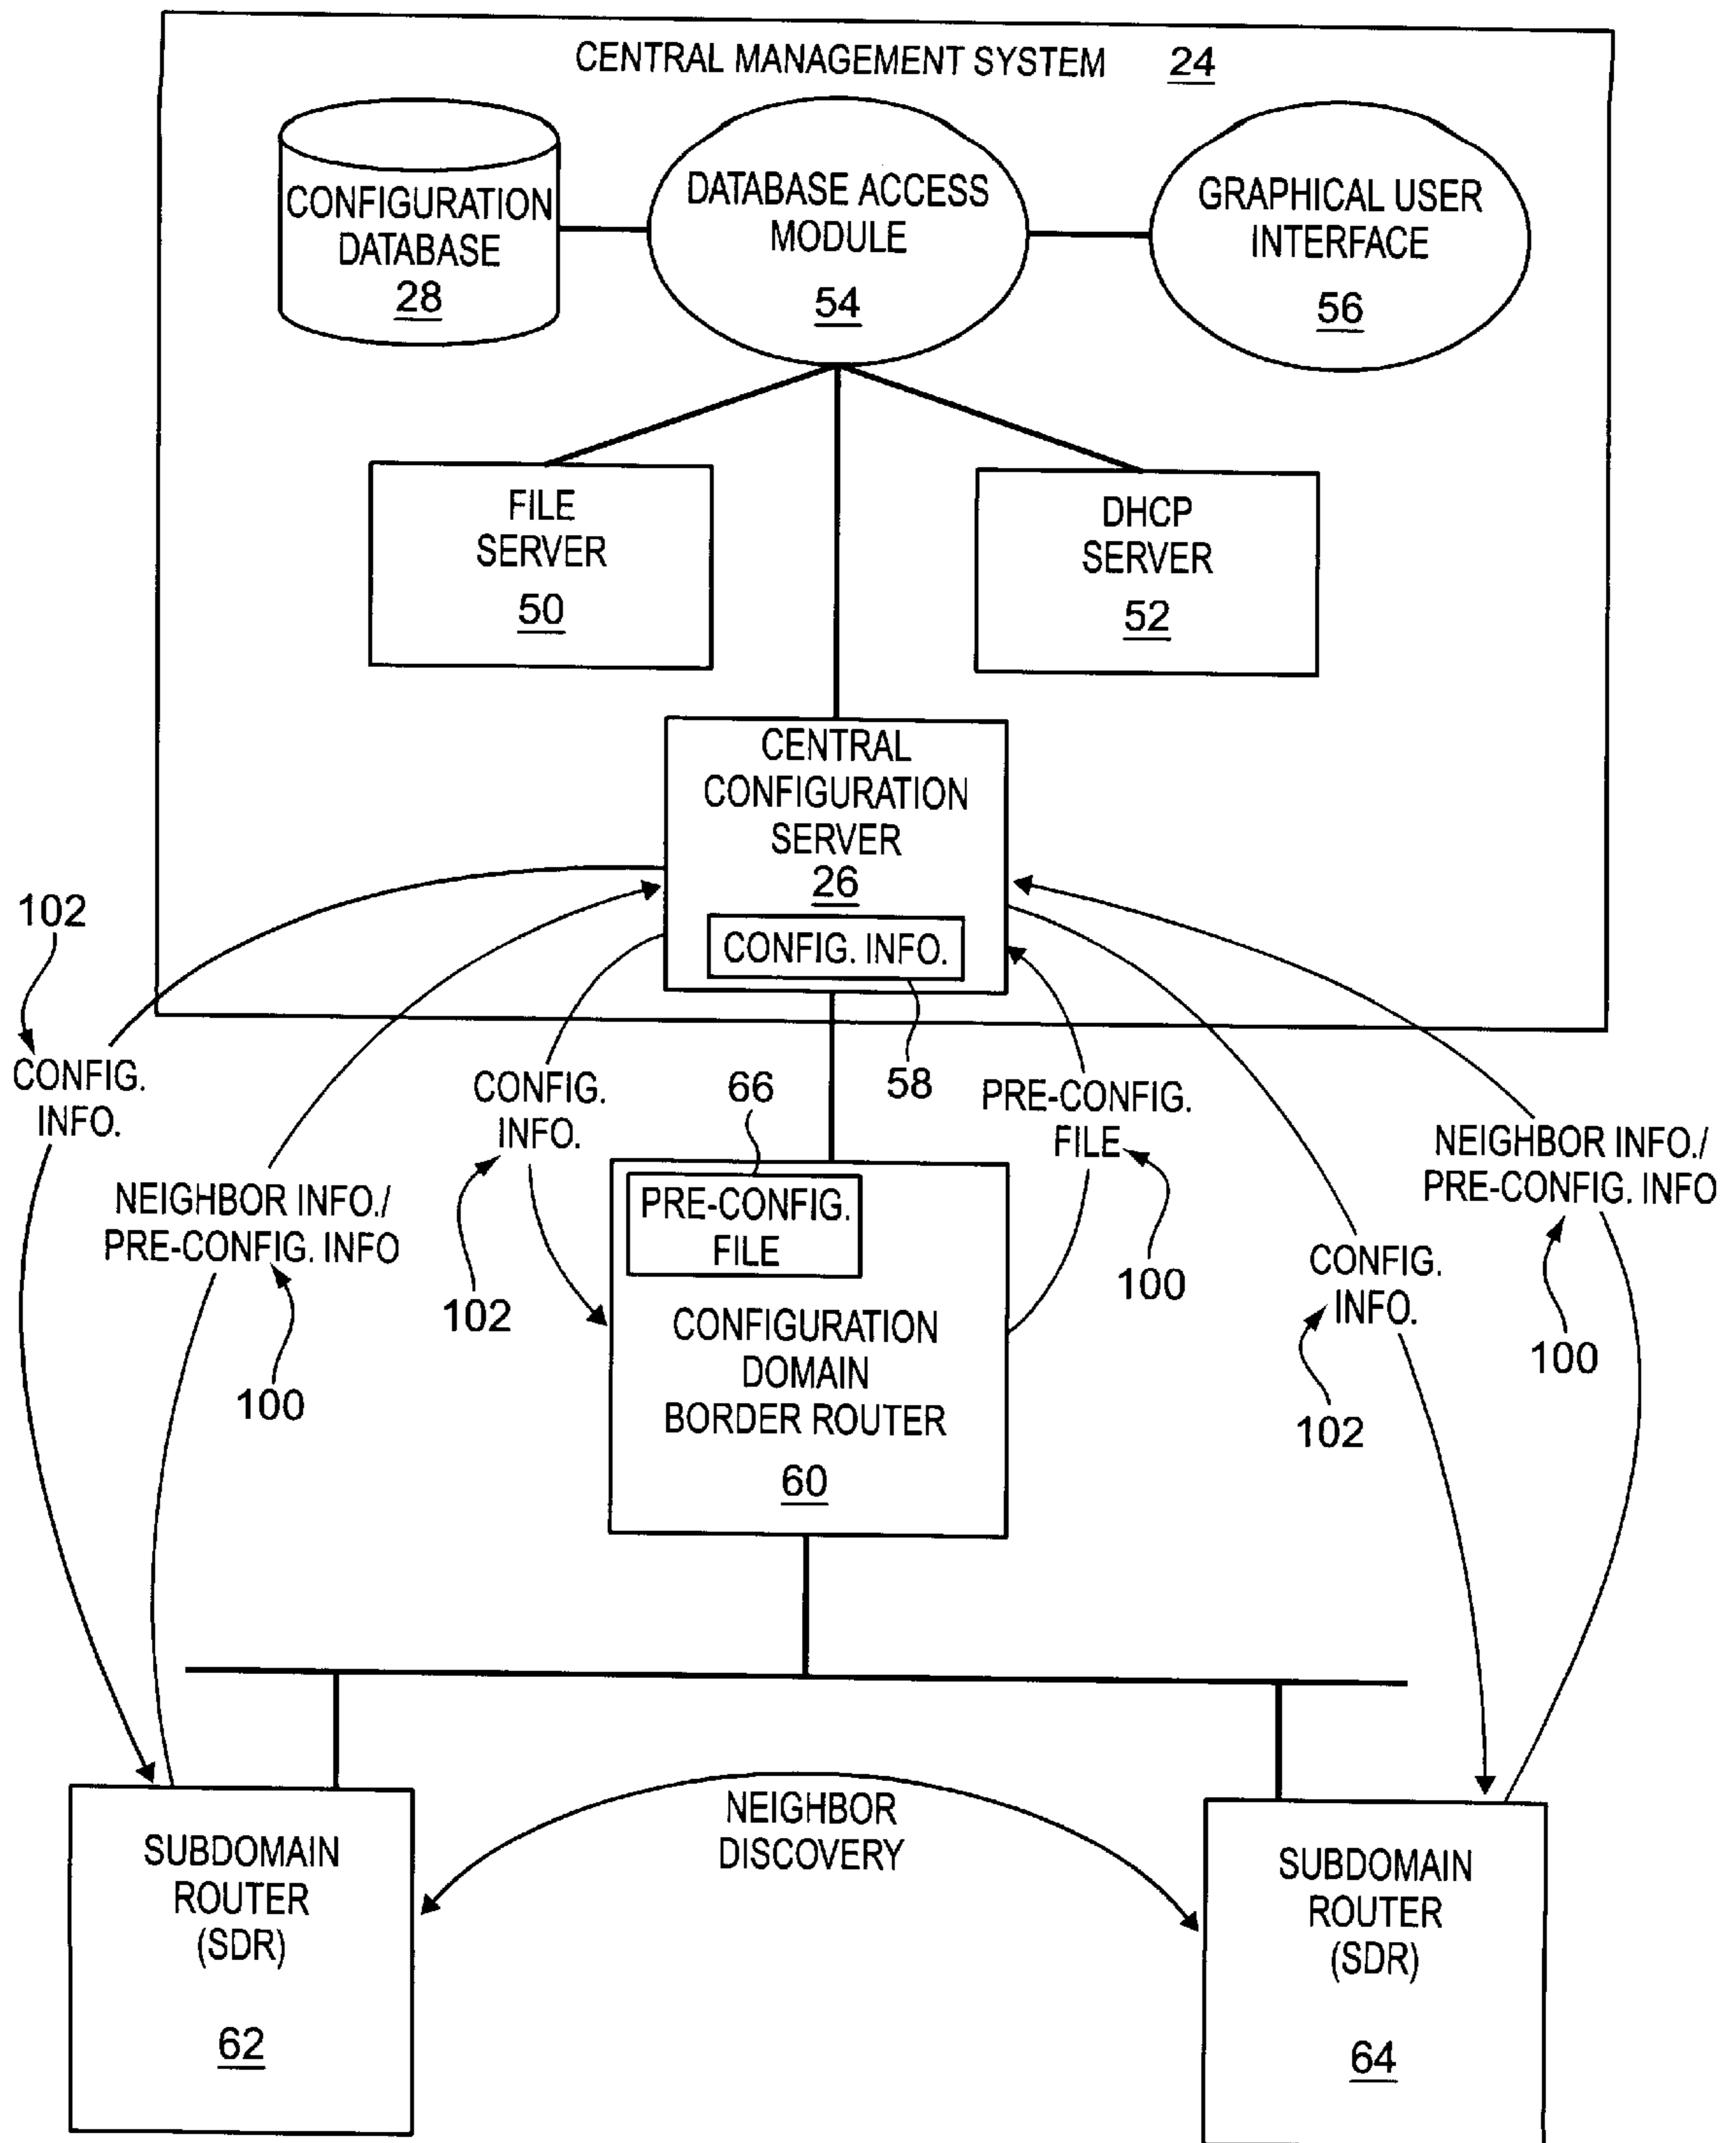 CENTRAL MANAGEMENT SYSTEM 24
CONFIGURATION
DATABASE
28
DATABASE ACCESS
MODULE
54
GRAPHICAL USER
INTERFACE
56
FILE
SERVER
50
DHCP
SERVER
52
CENTRAL
CONFIGURATION
SERVER
26
CONFIG. INFO.
58
102
CONFIG.
INFO.
NEIGHBOR INFO./
PRE-CONFIG. INFO
100
CONFIG.
INFO.
102
66
PRE-CONFIG.
FILE
CONFIGURATION
DOMAIN
BORDER ROUTER
60
PRE-CONFIG.
FILE
100
CONFIG.
INFO.
102
NEIGHBOR INFO./
PRE-CONFIG. INFO
100
NEIGHBOR
DISCOVERY
SUBDOMAIN
ROUTER
(SDR)
62
SUBDOMAIN
ROUTER
(SDR)
64